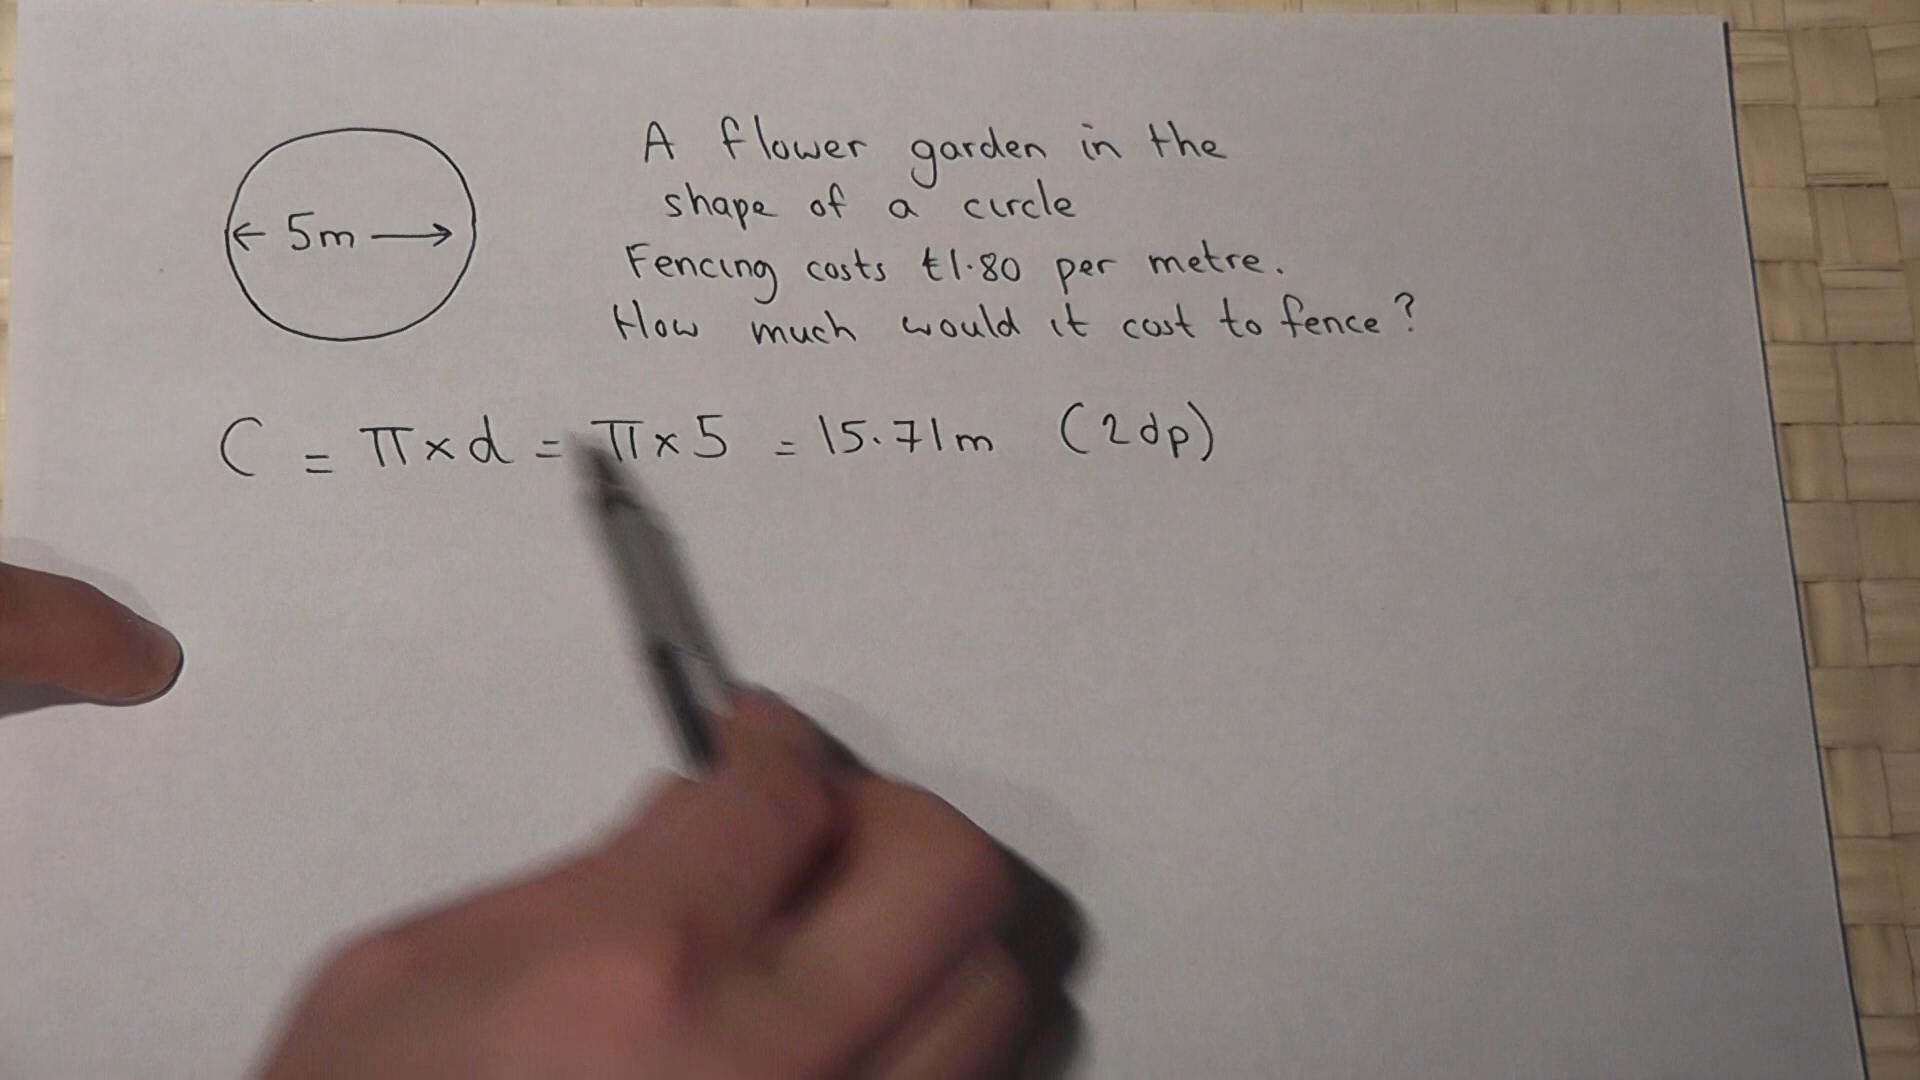 A flower garden in the
shape of a circle
← 5m →
Fencing costs £1.80 per metre.
How much would it cost to fence?
C = π × d = π × 5 = 15.71m (2dp)